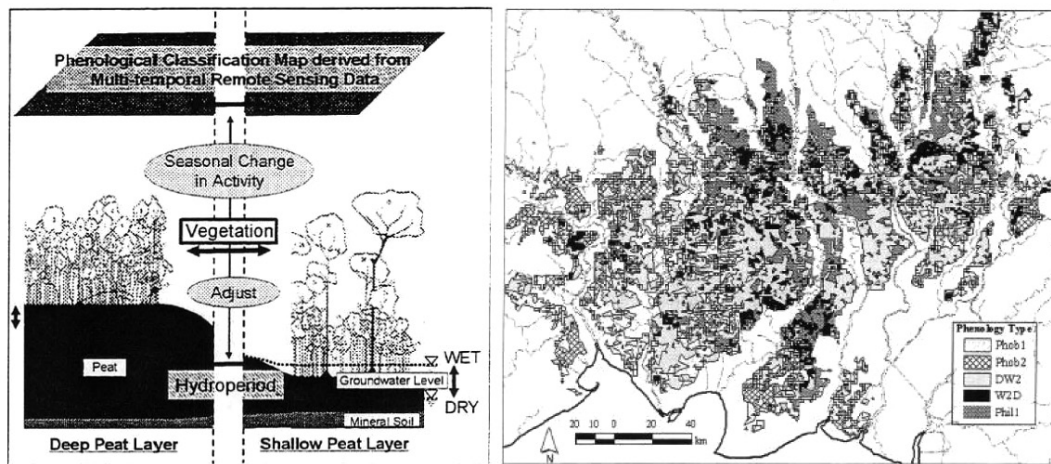 Phenological Classification Map derived from
Multi-temporal Remote Sensing Data
Seasonal Change
in Activity
Vegetation
Adjust
Peat
Hydroperiod
WET
Groundwater Level
DRY
Mineral Soil
Deep Peat Layer
Shallow Peat Layer
Phenology Type
Phob1
Phob2
DW2
W2D
Phil1
N
20 10 0 20 40
km